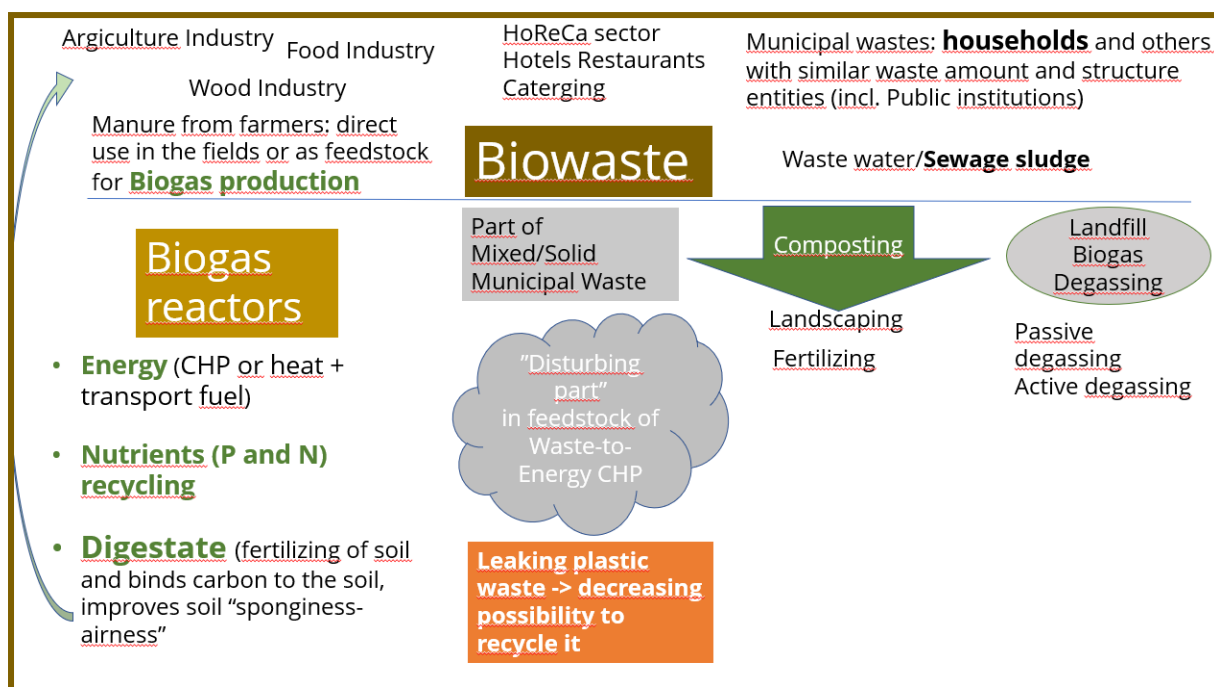 Argiculture Industry
Food Industry
Wood Industry
Manure from farmers: direct
use in the fields or as feedstock
for Biogas production
HoReCa sector
Hotels Restaurants
Caterging
Municipal wastes: households and others
with similar waste amount and structure
entities (incl. Public institutions)
Biowaste
Waste water/Sewage sludge
Biogas
reactors
Part of
Mixed/Solid
Municipal Waste
Composting
Landfill
Biogas
Degassing
Landscaping
Fertilizing
Passive
degassing
Active degassing
• Energy (CHP or heat +
transport fuel)
• Nutrients (P and N)
recycling
• Digestate (fertilizing of soil
and binds carbon to the soil,
improves soil “sponginess-
airness”
”Disturbing
part”
in feedstock of
Waste-to-
Energy CHP
Leaking plastic
waste -> decreasing
possibility to
recycle it